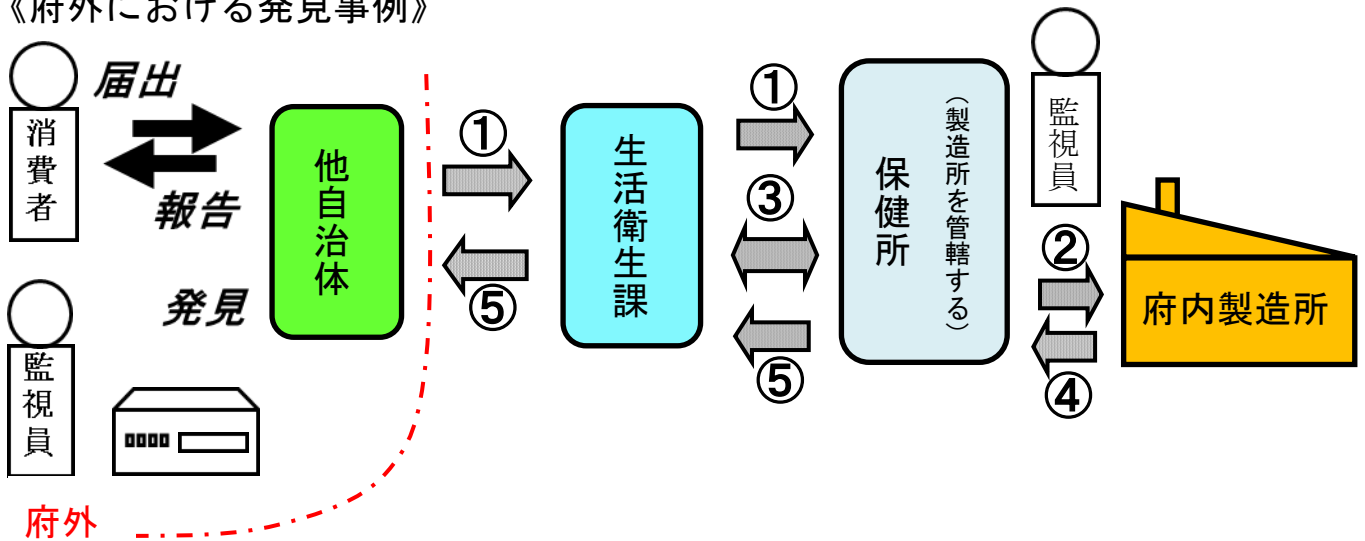 《府外における発見事例》
届出
消費者
報告
発見
監視員
府外
他自治体
①
⑤
生活衛生課
①
③
⑤
(製造所を管轄する)
保健所
監視員
②
④
府内製造所